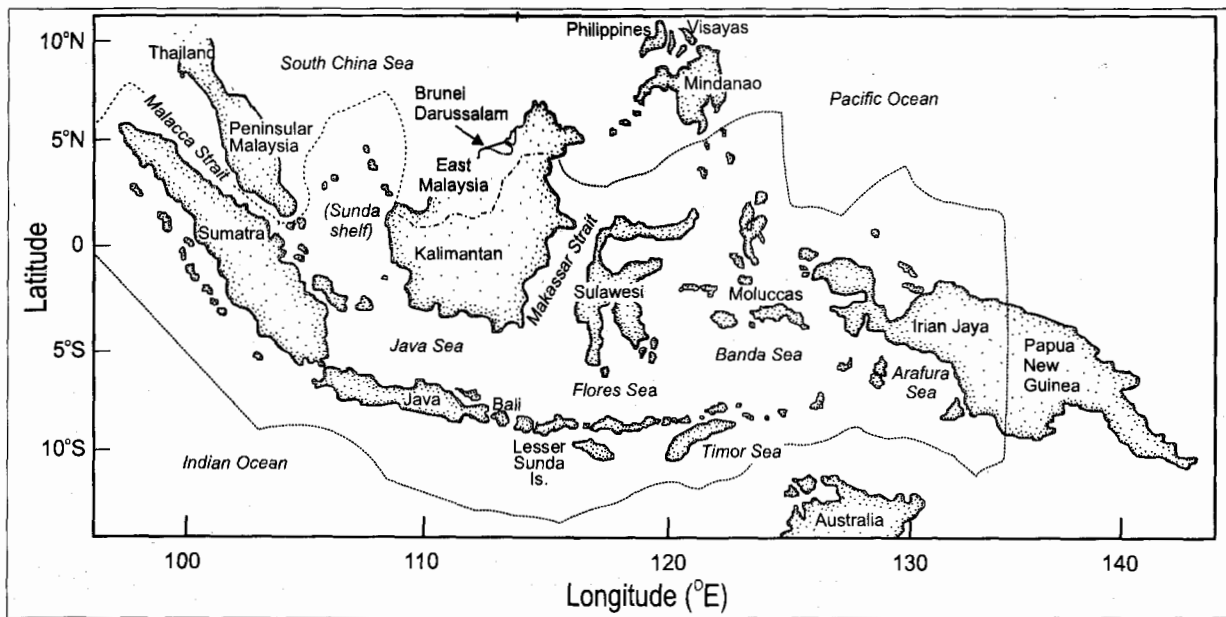 10°N
5°N
0
5°S
10°S
Latitude
Philippines
Visayas
Thailand
South China Sea
Mindanao
Pacific Ocean
Brunei
Darussalam
Malacca Strait
Peninsular
Malaysia
East
Malaysia
(Sunda
shelf)
Sumatra
Kalimantan
Makassar Strait
Sulawesi
Moluccas
Irian Jaya
Papua
New
Guinea
Java Sea
Banda Sea
Arafura
Sea
Flores Sea
Java
Bali
Lesser
Sunda
Is.
Timor Sea
Indian Ocean
Australia
100
110
120
130
140
Longitude (°E)